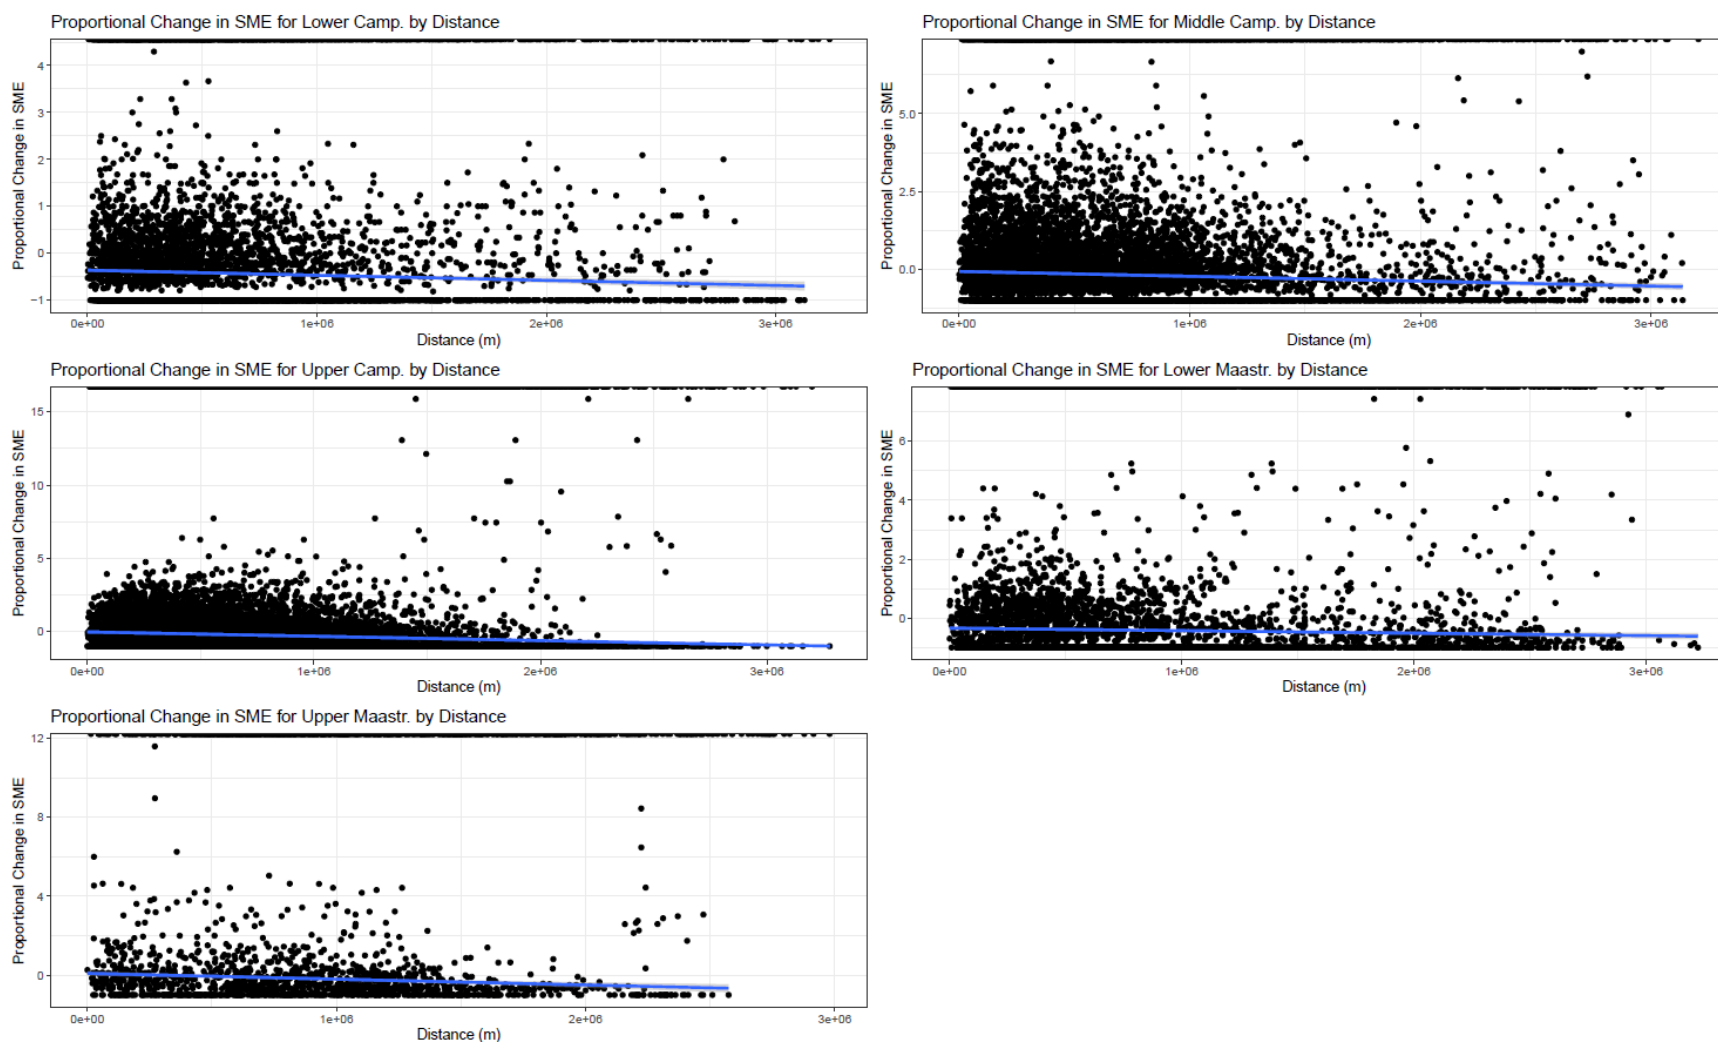 Proportional Change in SME for Lower Camp. by Distance
Proportional Change in SME
4
3
2
1
0
−1
0e+00 1e+06 2e+06 3e+06
Distance (m)
Proportional Change in SME for Middle Camp. by Distance
Proportional Change in SME
5.0
2.5
0.0
0e+00 1e+06 2e+06 3e+06
Distance (m)
Proportional Change in SME for Upper Camp. by Distance
Proportional Change in SME
15
10
5
0
0e+00 1e+06 2e+06 3e+06
Distance (m)
Proportional Change in SME for Lower Maastr. by Distance
Proportional Change in SME
6
4
2
0
0e+00 1e+06 2e+06 3e+06
Distance (m)
Proportional Change in SME for Upper Maastr. by Distance
Proportional Change in SME
12
8
4
0
0e+00 1e+06 2e+06 3e+06
Distance (m)